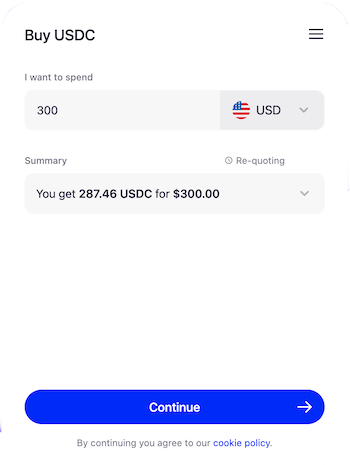 Buy USDC
I want to spend
300 USD
Summary Re-quoting
You get 287.46 USDC for $300.00
Continue
By continuing you agree to our cookie policy.